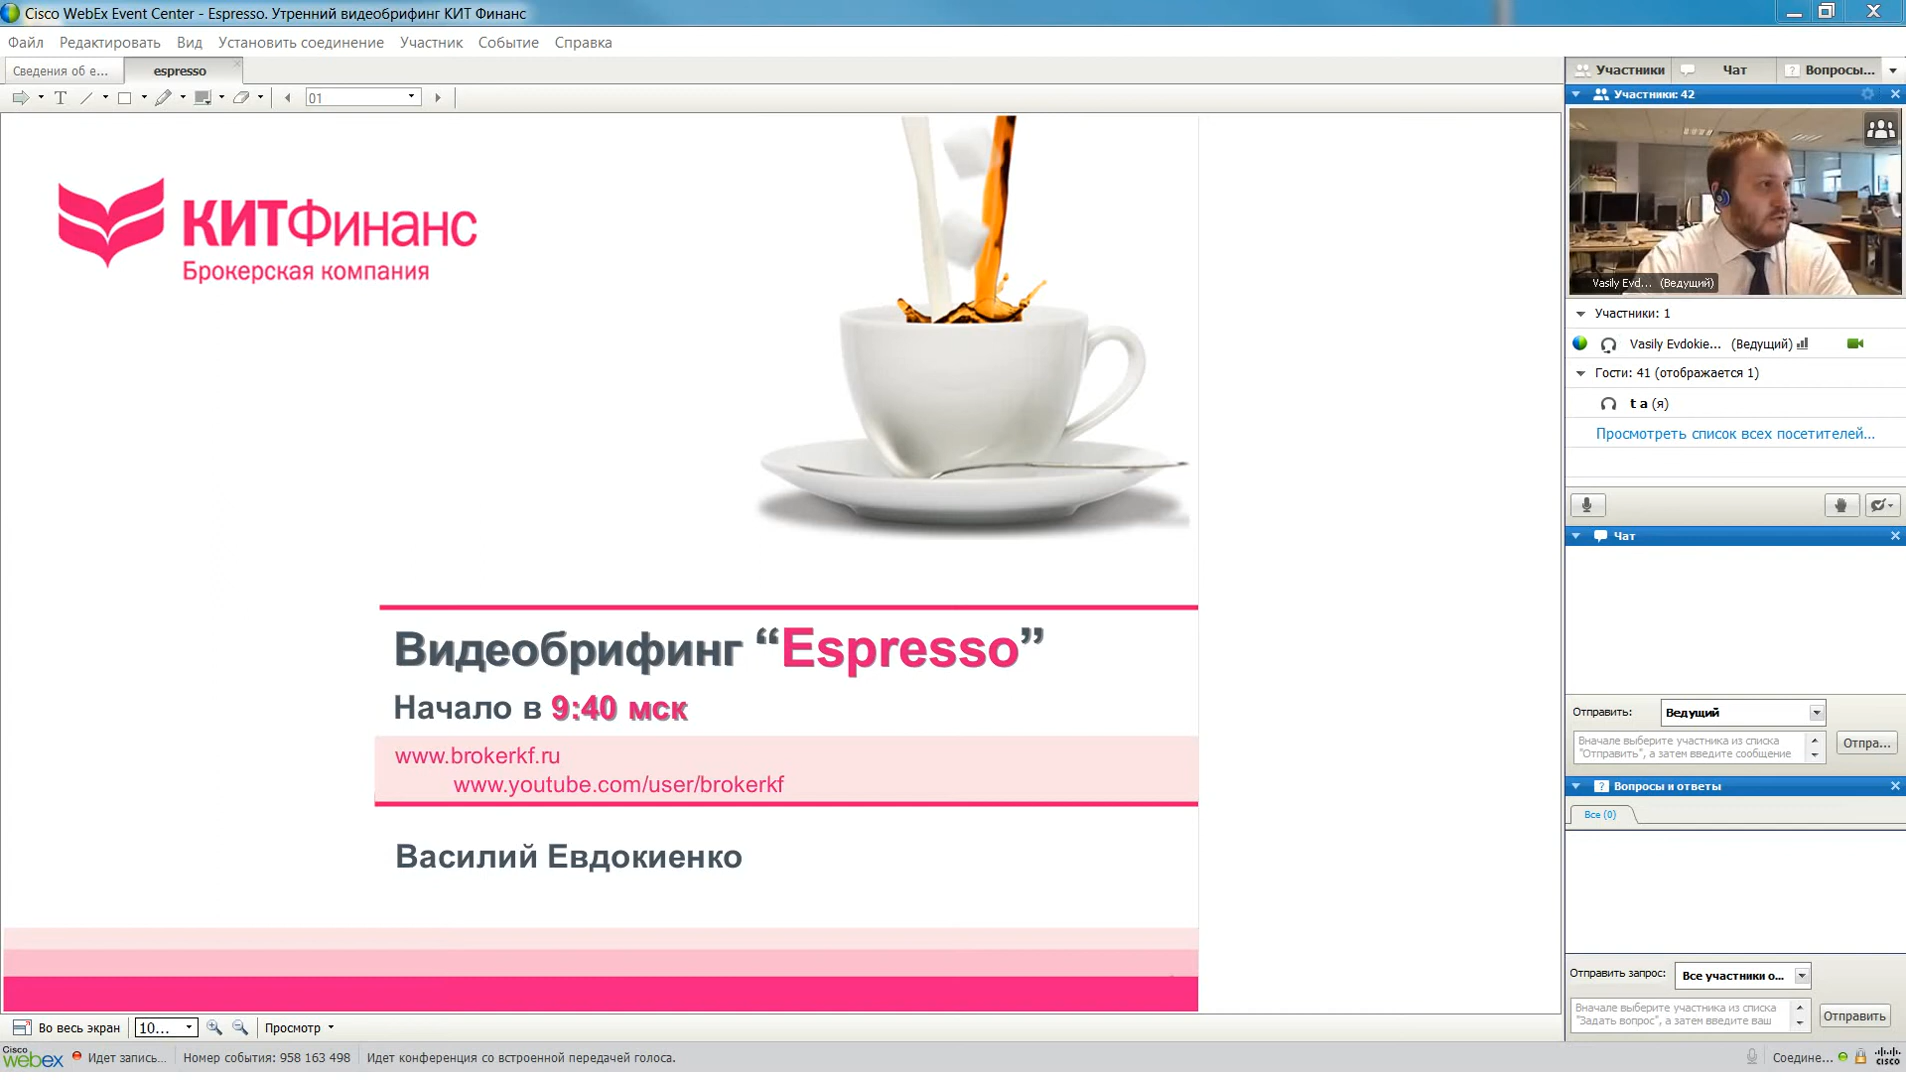 Cisco WebEx Event Center - Espresso. Утренний видеобрифинг КИТ Финанс
Файл Редактировать Вид Установить соединение Участник Событие Справка
Сведения об е... espresso
01
КИТФинанс
Брокерская компания
Видеобрифинг “Espresso”
Начало в 9:40 мск
www.brokerkf.ru
www.youtube.com/user/brokerkf
Василий Евдокиенко
Во весь экран 10... Просмотр
Cisco webex Идет запись... Номер события: 958 163 498 Идет конференция со встроенной передачей голоса.
Участники Чат Вопросы...
Участники: 42
Vasily Evd... (Ведущий)
Участники: 1
Vasily Evdokie... (Ведущий)
Гости: 41 (отображается 1)
t a (я)
Просмотреть список всех посетителей...
Чат
Отправить: Ведущий
Вначале выберите участника из списка
"Отправить", а затем введите сообщение
Отпра...
Вопросы и ответы
Все (0)
Отправить запрос: Все участники о...
Вначале выберите участника из списка
"Задать вопрос", а затем введите ваш
Отправить
Соедине... cisco